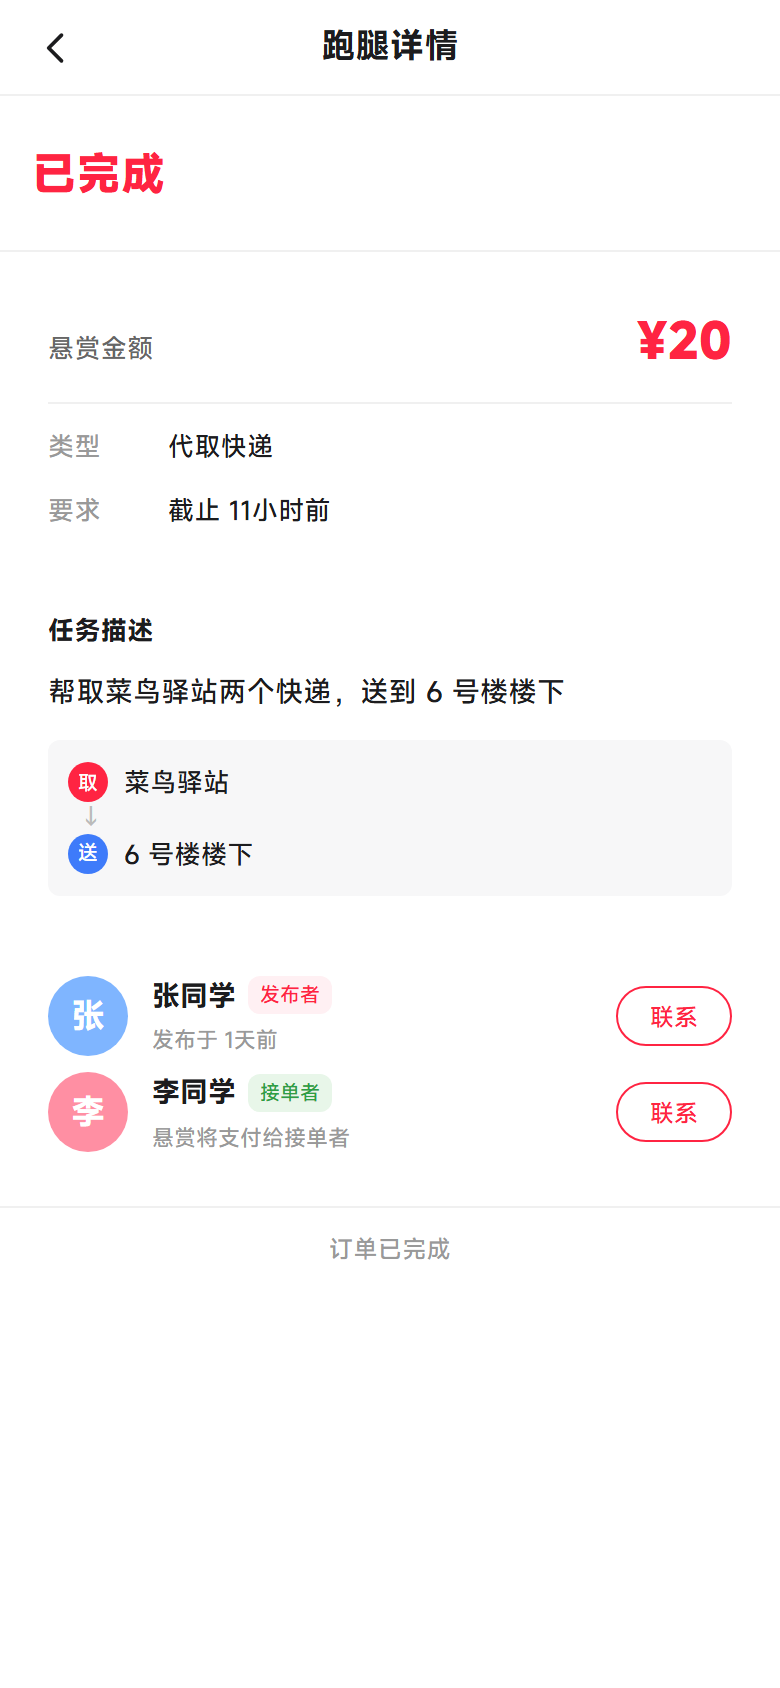 跑腿详情
已完成
悬赏金额 ¥20
类型 代取快递
要求 截止 11小时前
任务描述
帮取菜鸟驿站两个快递，送到 6 号楼楼下
取 菜鸟驿站
↓
送 6 号楼楼下
张 张同学 发布者
发布于 1天前
联系
李 李同学 接单者
悬赏将支付给接单者
联系
订单已完成